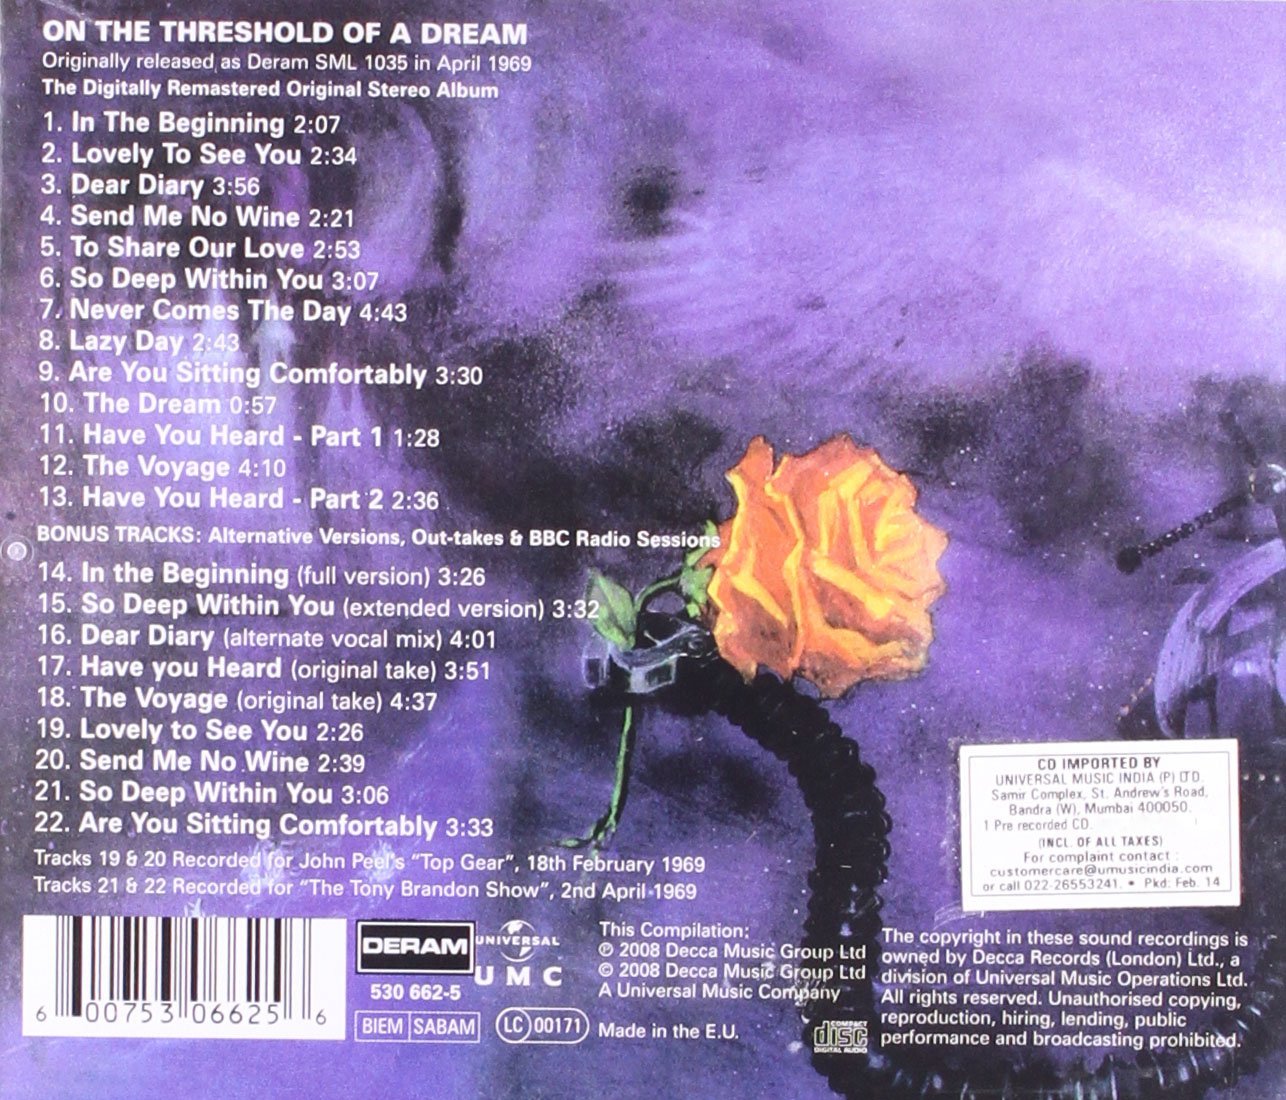 ON THE THRESHOLD OF A DREAM
Originally released as Deram SML 1035 in April 1969
The Digitally Remastered Original Stereo Album
1. In The Beginning 2:07
2. Lovely To See You 2:34
3. Dear Diary 3:56
4. Send Me No Wine 2:21
5. To Share Our Love 2:53
6. So Deep Within You 3:07
7. Never Comes The Day 4:43
8. Lazy Day 2:43
9. Are You Sitting Comfortably 3:30
10. The Dream 0:57
11. Have You Heard - Part 1 1:28
12. The Voyage 4:10
13. Have You Heard - Part 2 2:36
BONUS TRACKS: Alternative Versions, Out-takes & BBC Radio Sessions
14. In the Beginning (full version) 3:26
15. So Deep Within You (extended version) 3:32
16. Dear Diary (alternate vocal mix) 4:01
17. Have you Heard (original take) 3:51
18. The Voyage (original take) 4:37
19. Lovely to See You 2:26
20. Send Me No Wine 2:39
21. So Deep Within You 3:06
22. Are You Sitting Comfortably 3:33
Tracks 19 & 20 Recorded for John Peel's "Top Gear", 18th February 1969
Tracks 21 & 22 Recorded for "The Tony Brandon Show", 2nd April 1969
CD IMPORTED BY
UNIVERSAL MUSIC INDIA (P) LTD.
Samir Complex, St. Andrew's Road,
Bandra (W), Mumbai 400050.
1 Pre recorded CD.
(INCL. OF ALL TAXES)
For complaint contact :
customercare@umusicindia.com
or call 022-26553241. • Pkd: Feb. 14
6 00753 06625 6
DERAM
530 662-5
BIEM SABAM
UNIVERSAL
UMC
LC 00171
This Compilation:
℗ 2008 Decca Music Group Ltd
© 2008 Decca Music Group Ltd
A Universal Music Company
Made in the E.U.
COMPACT
disc
DIGITAL AUDIO
The copyright in these sound recordings is
owned by Decca Records (London) Ltd., a
division of Universal Music Operations Ltd.
All rights reserved. Unauthorised copying,
reproduction, hiring, lending, public
performance and broadcasting prohibited.